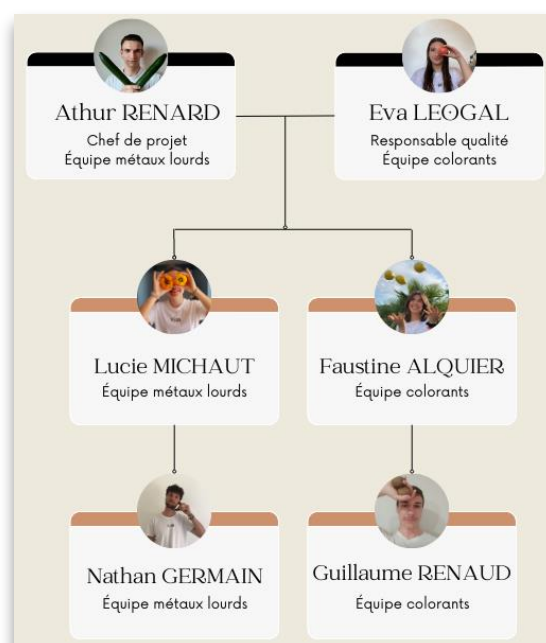 Athur RENARD
Chef de projet
Équipe métaux lourds
Eva LEOGAL
Responsable qualité
Équipe colorants
Lucie MICHAUT
Équipe métaux lourds
Faustine ALQUIER
Équipe colorants
Nathan GERMAIN
Équipe métaux lourds
Guillaume RENAUD
Équipe colorants